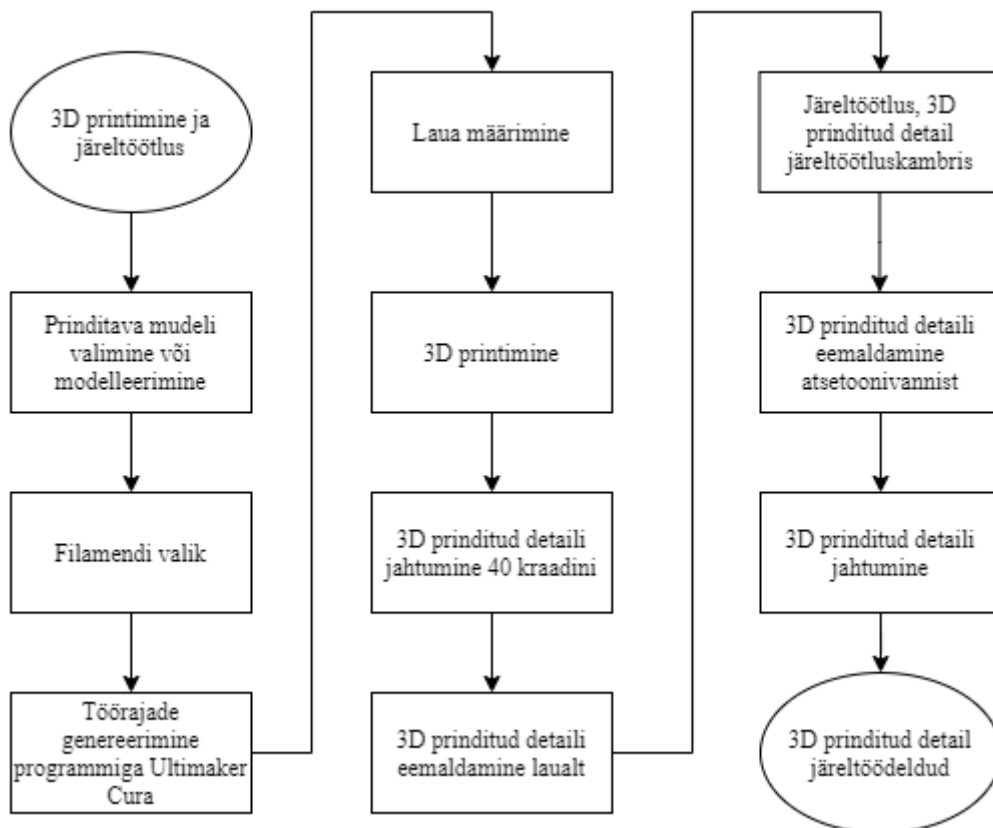 3D printimine ja
järeltöötlus
Prinditava mudeli
valimine või
modelleerimine
Filamendi valik
Töörajade
genereerimine
programmiga Ultimaker
Cura
Laua määrimine
3D printimine
3D prinditud detaili
jahtumine 40 kraadini
3D prinditud detaili
eemaldamine laualt
Järeltöötlus, 3D
prinditud detail
järeltöötluskambris
3D prinditud detaili
eemaldamine
atsetoonivannist
3D prinditud detaili
jahtumine
3D prinditud detail
järeltöödeldud